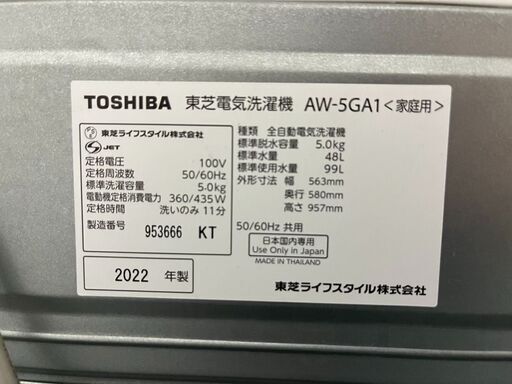 TOSHIBA 東芝電気洗濯機 AW-5GA1<家庭用>
東芝ライフスタイル株式会社
JET
定格電圧 100V
定格周波数 50/60Hz
標準洗濯容量 5.0kg
電動機定格消費電力 360/435W
定格時間 洗いのみ 11分
製造番号 953666 KT
2022 年製
種類 全自動電気洗濯機
標準脱水容量 5.0kg
標準水量 48L
標準使用水量 99L
外形寸法 幅 563mm
奥行 580mm
高さ 957mm
50/60Hz 共用
日本国内専用
Use Only in Japan
MADE IN THAILAND
東芝ライフスタイル株式会社